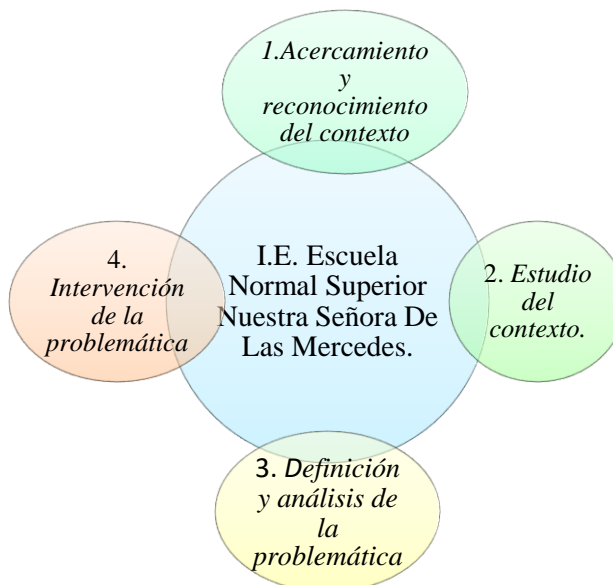 1.Acercamiento
y
reconocimiento
del contexto
4.
Intervención
de la
problemática
I.E. Escuela
Normal Superior
Nuestra Señora De
Las Mercedes.
2. Estudio
del
contexto.
3. Definición
y análisis de
la
problemática